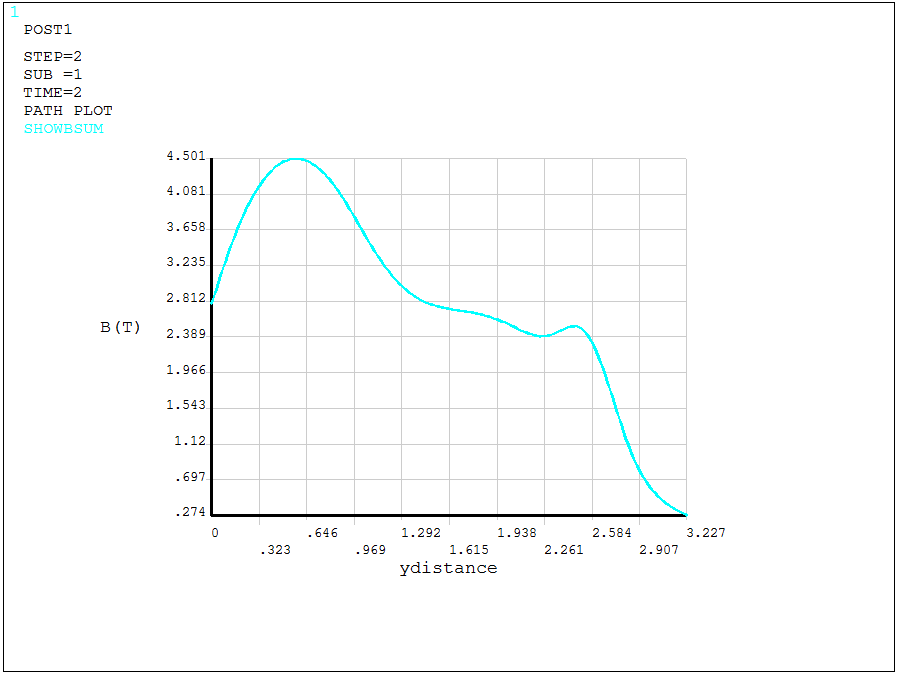 1
POST1
STEP=2
SUB =1
TIME=2
PATH PLOT
SHOWBSUM
4.501
4.081
3.658
3.235
2.812
B(T)
2.389
1.966
1.543
1.12
.697
.274
0 .646 1.292 1.938 2.584 3.227
.323 .969 1.615 2.261 2.907
ydistance